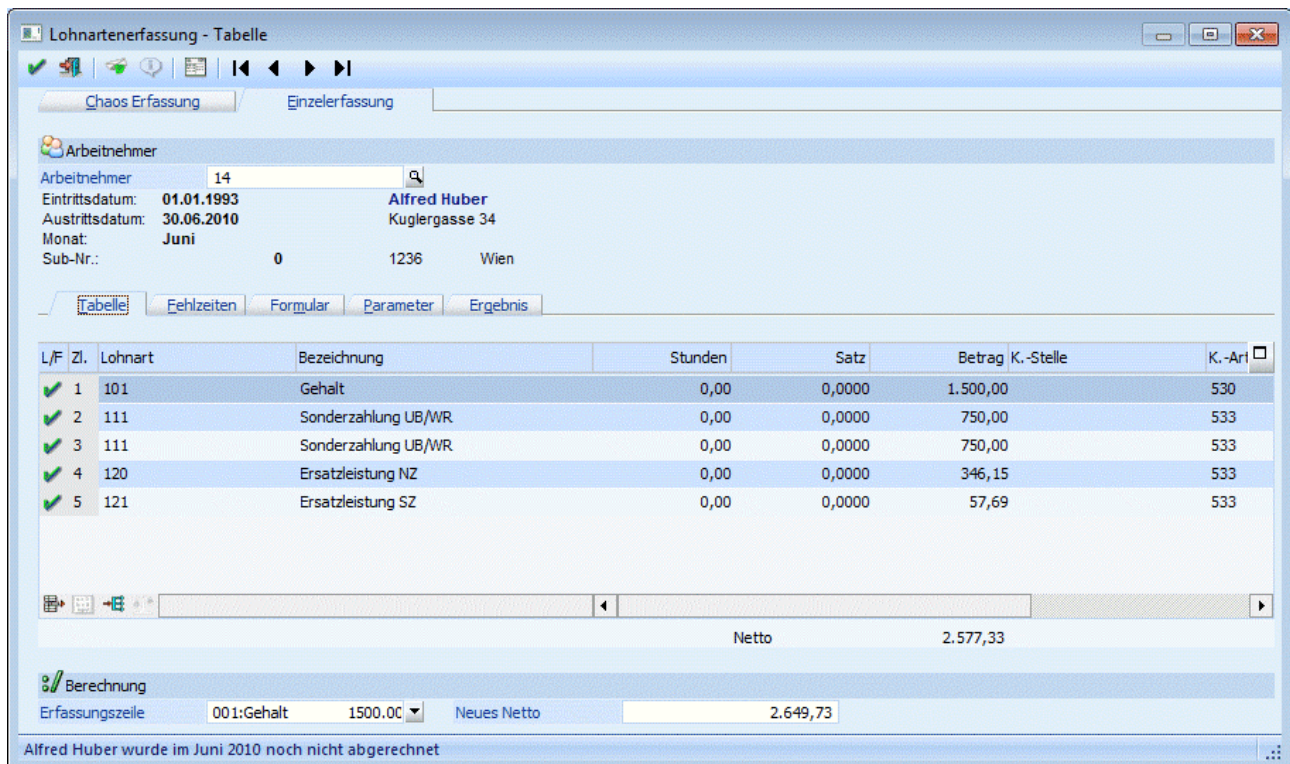 Lohnartenerfassung - Tabelle
Chaos Erfassung Einzelerfassung
Arbeitnehmer
Arbeitnehmer 14
Eintrittsdatum: 01.01.1993 Alfred Huber
Austrittsdatum: 30.06.2010 Kuglergasse 34
Monat: Juni
Sub-Nr.: 0 1236 Wien
Tabelle Fehlzeiten Formular Parameter Ergebnis
L/F Zl. Lohnart Bezeichnung Stunden Satz Betrag K.-Stelle K.-Art
1 101 Gehalt 0,00 0,0000 1.500,00 530
2 111 Sonderzahlung UB/WR 0,00 0,0000 750,00 533
3 111 Sonderzahlung UB/WR 0,00 0,0000 750,00 533
4 120 Ersatzleistung NZ 0,00 0,0000 346,15 533
5 121 Ersatzleistung SZ 0,00 0,0000 57,69 533
Netto 2.577,33
Berechnung
Erfassungszeile 001:Gehalt 1500.00 Neues Netto 2.649,73
Alfred Huber wurde im Juni 2010 noch nicht abgerechnet